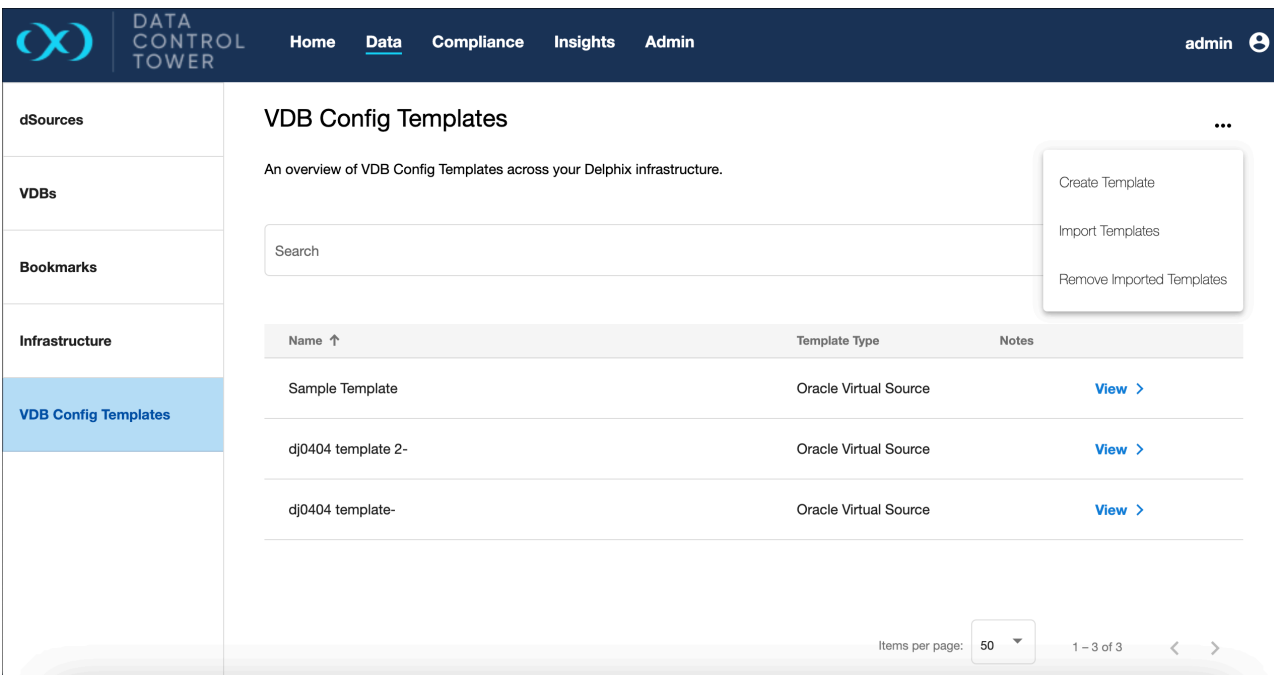 DATA
CONTROL
TOWER
Home Data Compliance Insights Admin
admin
dSources
VDBs
Bookmarks
Infrastructure
VDB Config Templates
VDB Config Templates
...
An overview of VDB Config Templates across your Delphix infrastructure.
Create Template
Import Templates
Remove Imported Templates
Search
Name Template Type Notes
Sample Template Oracle Virtual Source View
dj0404 template 2- Oracle Virtual Source View
dj0404 template- Oracle Virtual Source View
Items per page: 50 1 – 3 of 3